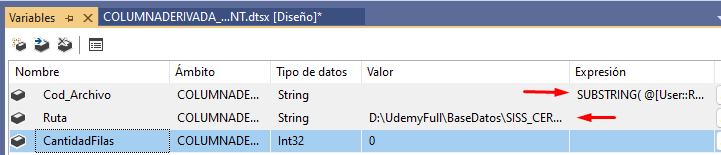 Variables
COLUMNADERIVADA_...NT.dtsx [Diseño]*
Nombre Ámbito Tipo de datos Valor Expresión
Cod_Archivo COLUMNADE... String SUBSTRING( @[User::R...
Ruta COLUMNADE... String D:\UdemyFull\BaseDatos\SISS_CER...
CantidadFilas COLUMNADE... Int32 0